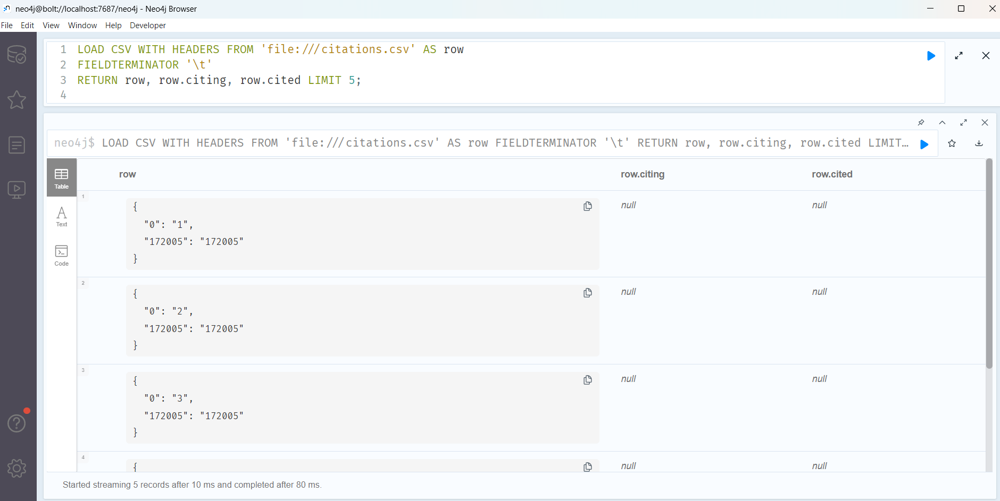 neo4j@bolt://localhost:7687/neo4j - Neo4j Browser
File Edit View Window Help Developer
1 LOAD CSV WITH HEADERS FROM 'file:///citations.csv' AS row
2 FIELDTERMINATOR '\t'
3 RETURN row, row.citing, row.cited LIMIT 5;
4
neo4j$ LOAD CSV WITH HEADERS FROM 'file:///citations.csv' AS row FIELDTERMINATOR '\t' RETURN row, row.citing, row.cited LIMIT…
Table
Text
Code
row row.citing row.cited
1
{ null null
"0": "1",
"172005": "172005"
}
2
{ null null
"0": "2",
"172005": "172005"
}
3
{ null null
"0": "3",
"172005": "172005"
}
4
{ null null
Started streaming 5 records after 10 ms and completed after 80 ms.